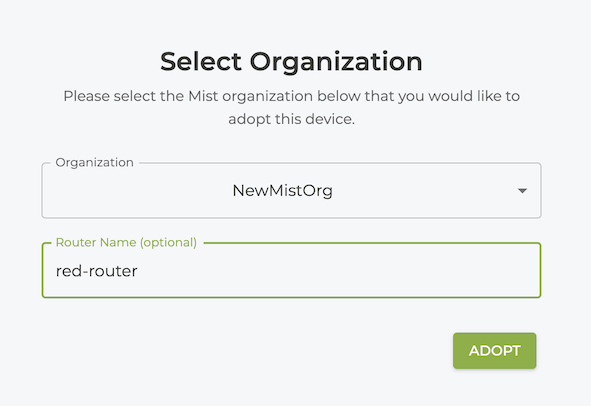 Select Organization
Please select the Mist organization below that you would like to
adopt this device.
Organization
NewMistOrg
Router Name (optional)
red-router
ADOPT